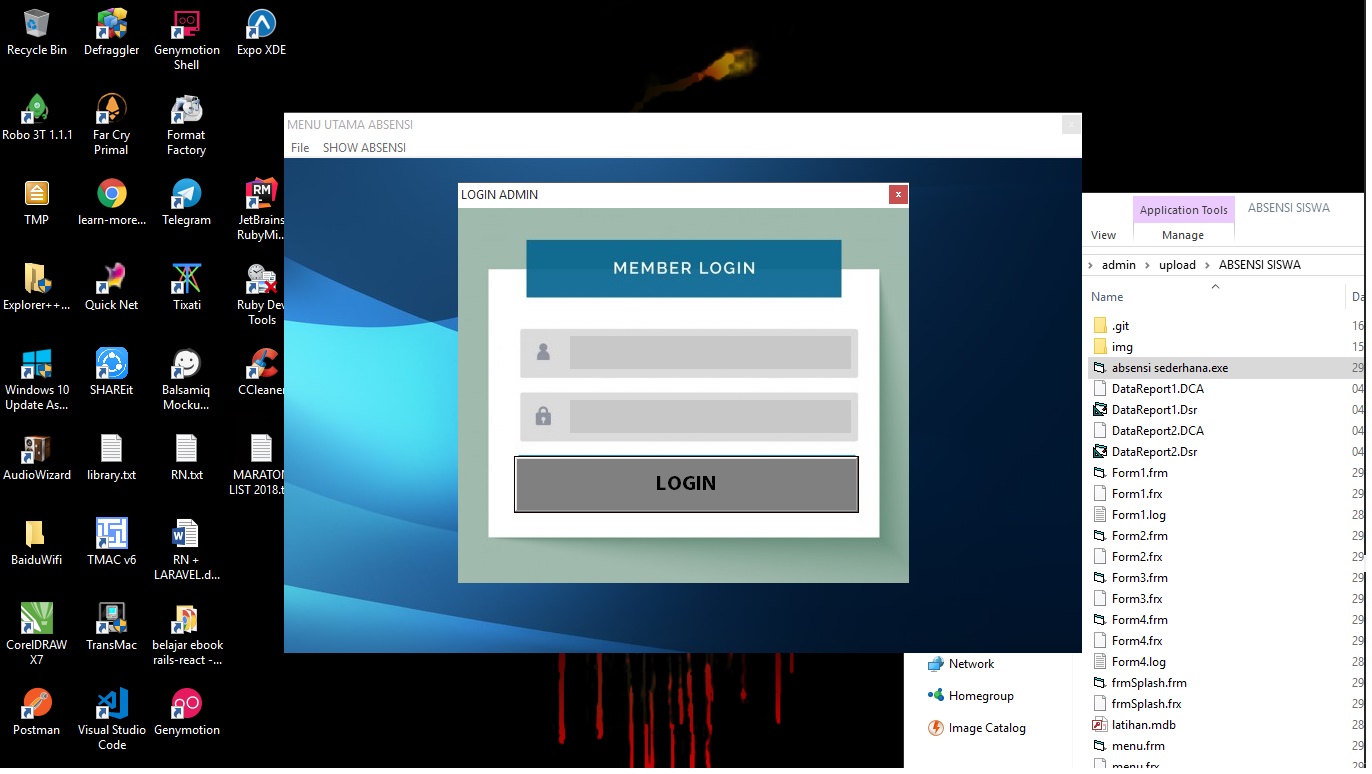 Recycle Bin
Defraggler
Genymotion
Shell
Expo XDE
Robo 3T 1.1.1
Far Cry
Primal
Format
Factory
TMP
learn-more...
Telegram
JetBrains
RubyMi...
Explorer++...
Quick Net
Tixati
Ruby Dev
Tools
Windows 10
Update As...
SHAREit
Balsamiq
Mocku...
CCleaner
AudioWizard
library.txt
RN.txt
MARATON
LIST 2018.t
BaiduWifi
TMAC v6
RN +
LARAVEL.d...
CorelDRAW
X7
TransMac
belajar ebook
rails-react -...
Postman
Visual Studio
Code
Genymotion
MENU UTAMA ABSENSI
File SHOW ABSENSI
LOGIN ADMIN
MEMBER LOGIN
LOGIN
Application Tools ABSENSI SISWA
View Manage
admin > upload > ABSENSI SISWA
Name Da
.git 16
img 15
absensi sederhana.exe 29
DataReport1.DCA 04
DataReport1.Dsr 04
DataReport2.DCA 04
DataReport2.Dsr 04
Form1.frm 29
Form1.frx 29
Form1.log 28
Form2.frm 29
Form2.frx 29
Form3.frm 29
Form3.frx 29
Form4.frm 29
Form4.frx 29
Form4.log 28
frmSplash.frm 29
frmSplash.frx 29
latihan.mdb 28
menu.frm 29
menu.frx 29
Network
Homegroup
Image Catalog